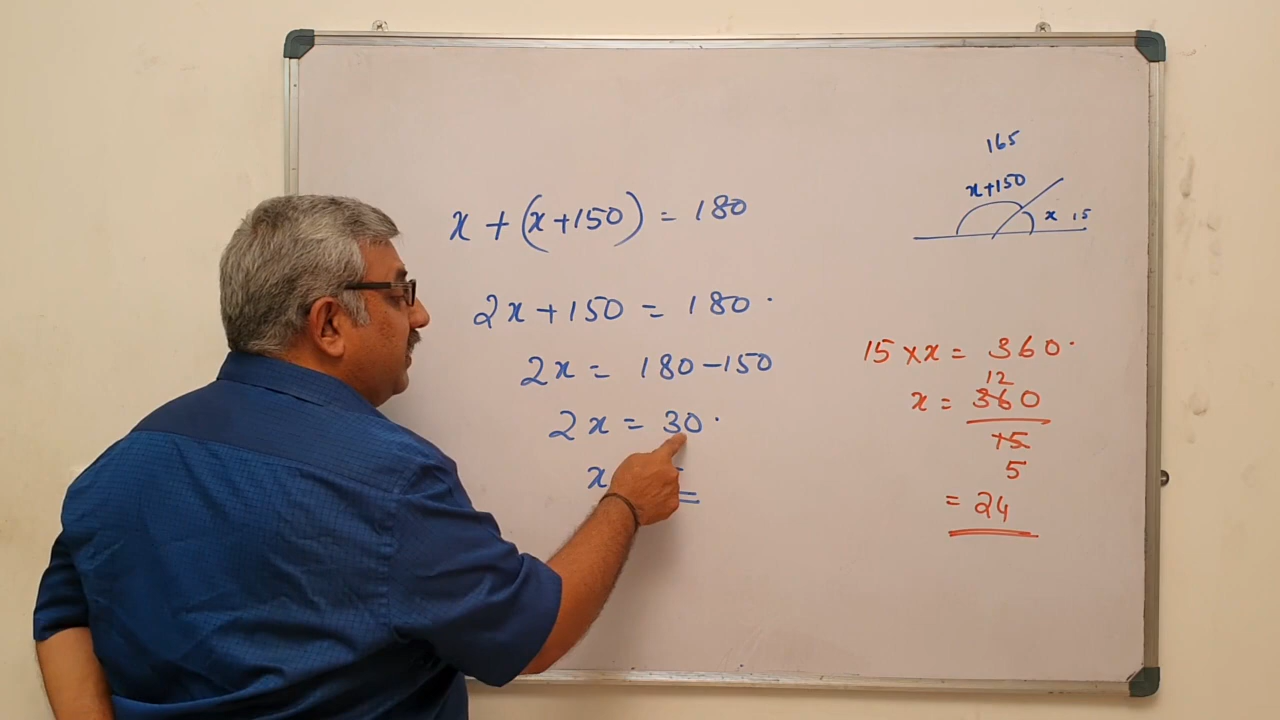 x + (x+150) = 180
2x + 150 = 180.
2x = 180 - 150
2x = 30.
x
165
x+150
x 15
15 × x = 360.
12
x = 360
15
5
= 24